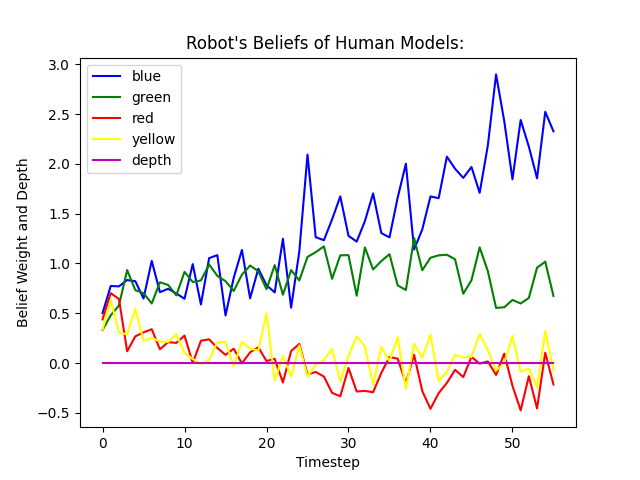 Robot's Beliefs of Human Models:
3.0
2.5
2.0
1.5
1.0
0.5
0.0
−0.5
Belief Weight and Depth
blue
green
red
yellow
depth
0 10 20 30 40 50
Timestep